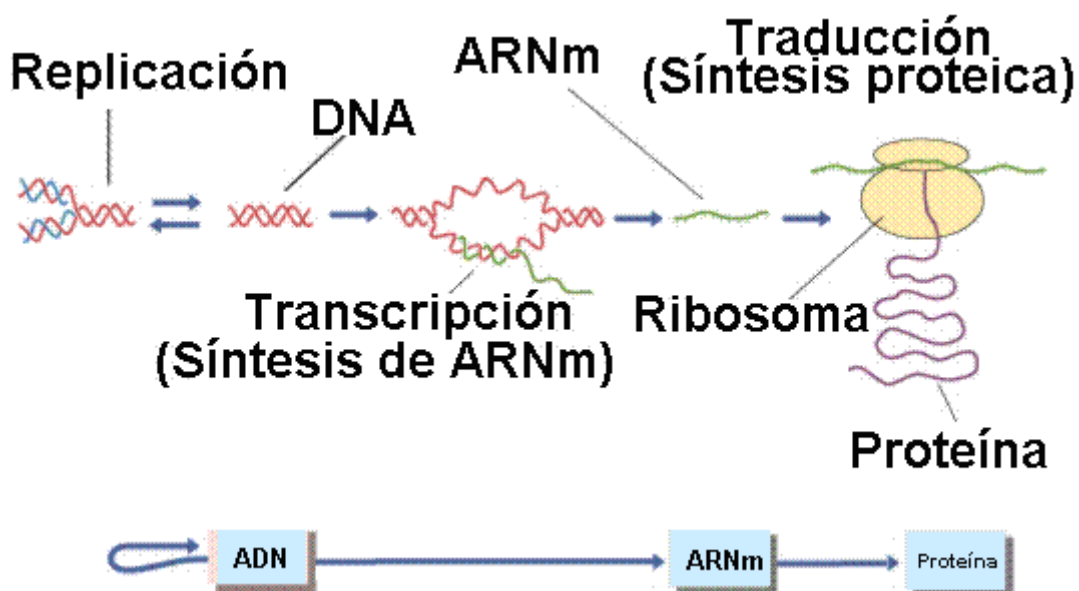 Replicación
DNA
ARNm
Traducción
(Síntesis proteica)
Transcripción
(Síntesis de ARNm)
Ribosoma
Proteína
ADN
ARNm
Proteína